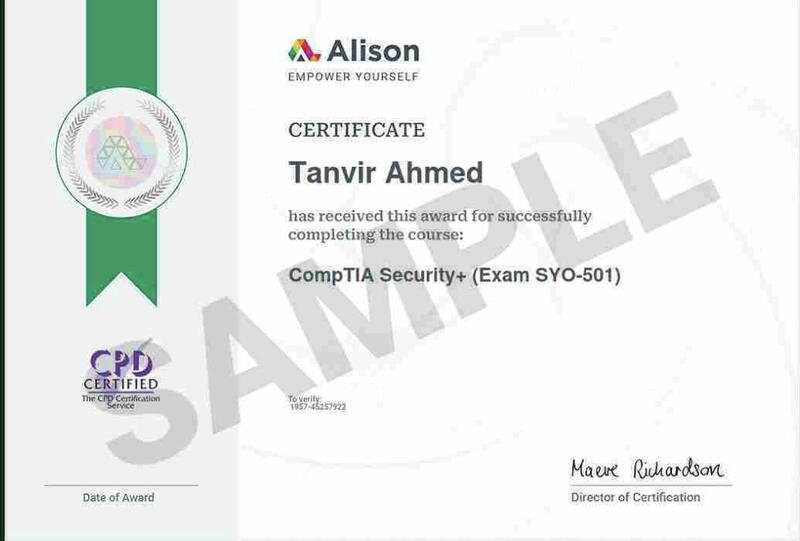 Alison
EMPOWER YOURSELF
CERTIFICATE
Tanvir Ahmed
has received this award for successfully
completing the course:
CompTIA Security+ (Exam SYO-501)
SAMPLE
CPD
CERTIFIED
The CPD Certification
Service
To verify:
1957-45257922
Maeve Richardson
Date of Award
Director of Certification